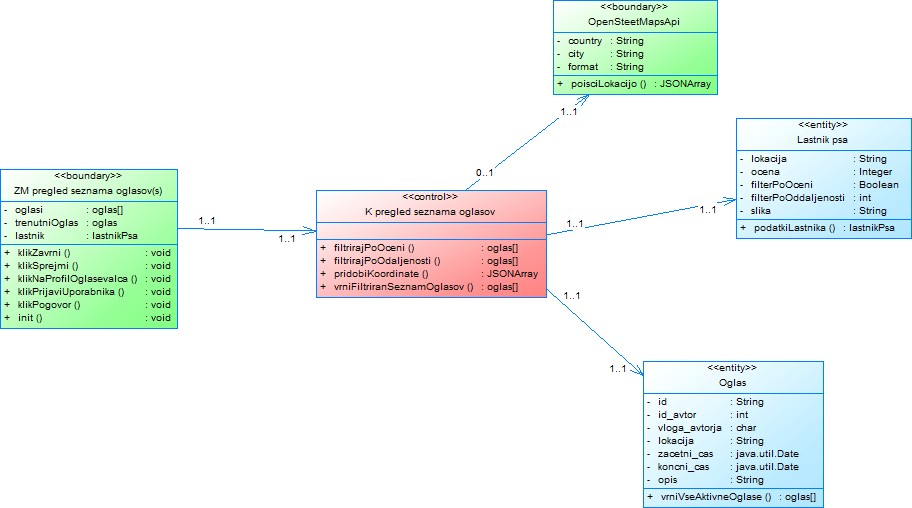 <<boundary>>
OpenSteetMapsApi
- country : String
- city : String
- format : String
+ poisciLokacijo () : JSONArray
1..1
0..1
<<entity>>
Lastnik psa
- lokacija : String
- ocena : Integer
- filterPoOceni : Boolean
- filterPoOddaljenosti : int
- slika : String
+ podatkiLastnika () : lastnikPsa
<<boundary>>
ZM pregled seznama oglasov(s)
- oglasi : oglas[]
- trenutniOglas : oglas
- lastnik : lastnikPsa
+ klikZavrni () : void
+ klikSprejmi () : void
+ klikNaProfilOglasevalca () : void
+ klikPrijaviUporabnika () : void
+ klikPogovor () : void
+ init () : void
1..1
1..1
<<control>>
K pregled seznama oglasov
+ filtrirajPoOceni () : oglas[]
+ filtrirajPoOdaljenosti () : oglas[]
+ pridobiKoordinate () : JSONArray
+ vrniFiltriranSeznamOglasov () : oglas[]
1..1
1..1
1..1
1..1
<<entity>>
Oglas
- id : String
- id_avtor : int
- vloga_avtorja : char
- lokacija : String
- zacetni_cas : java.util.Date
- koncni_cas : java.util.Date
- opis : String
+ vrniVseAktivneOglase () : oglas[]